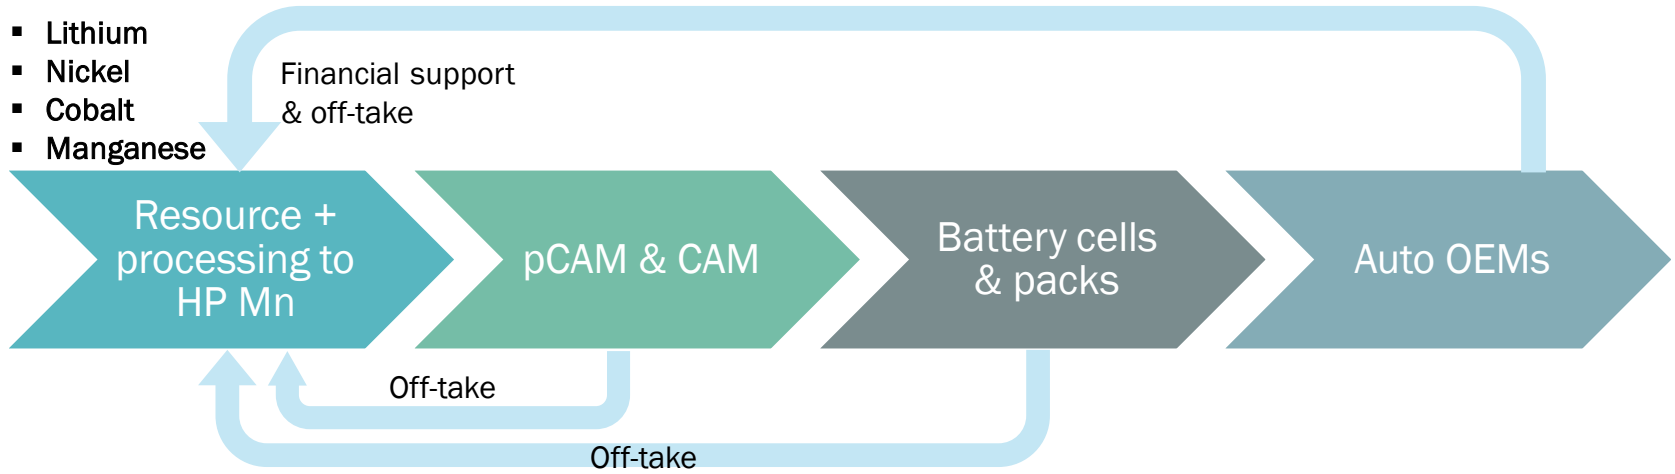 ▪ Lithium
▪ Nickel
▪ Cobalt
▪ Manganese
Financial support
& off-take
Resource +
processing to
HP Mn
pCAM & CAM
Battery cells
& packs
Auto OEMs
Off-take
Off-take